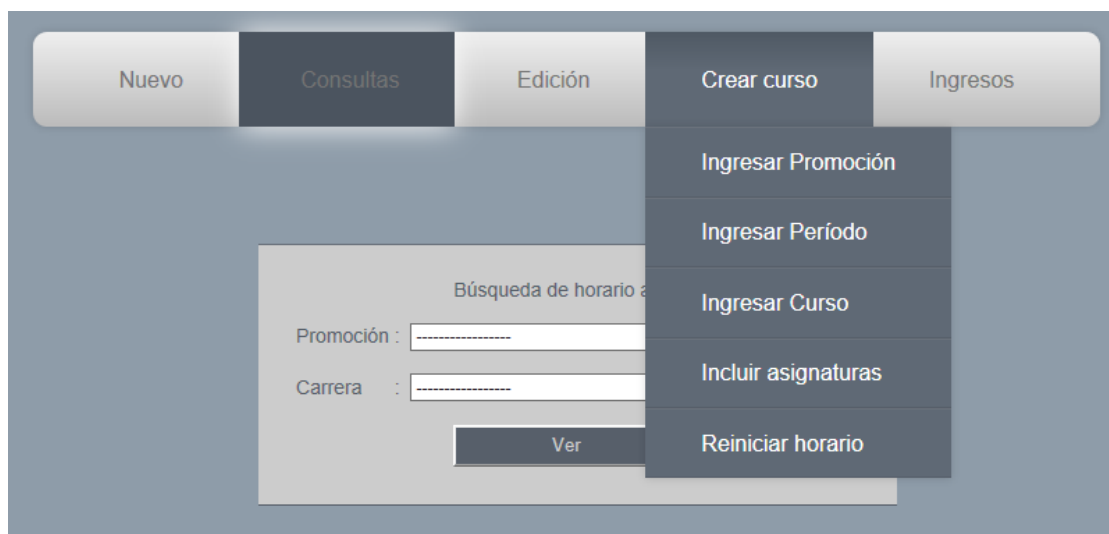 Nuevo Consultas Edición Crear curso Ingresos
Ingresar Promoción
Ingresar Período
Búsqueda de horario
Ingresar Curso
Promoción : -----------------
Incluir asignaturas
Carrera : -----------------
Ver
Reiniciar horario